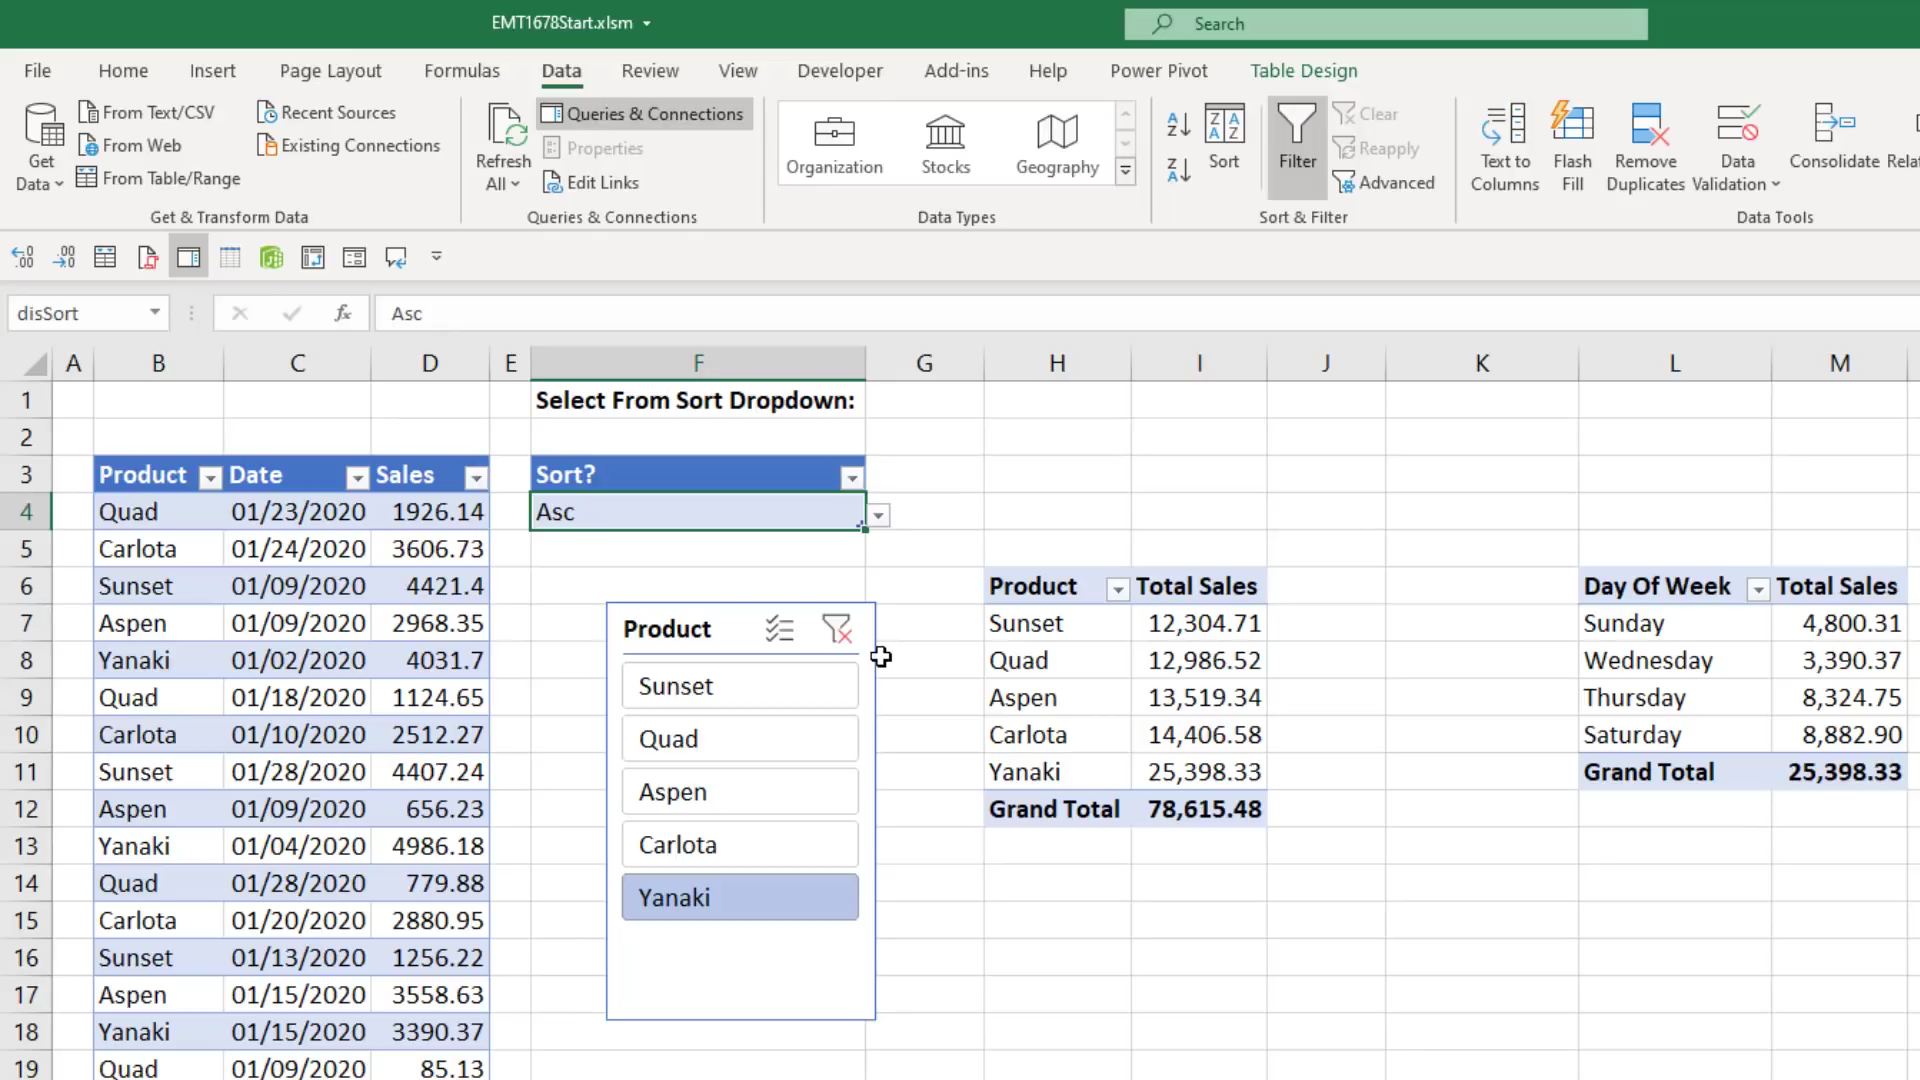 EMT1678Start.xlsm
Search
File Home Insert Page Layout Formulas Data Review View Developer Add-ins Help Power Pivot Table Design
Get Data
From Text/CSV
From Web
From Table/Range
Recent Sources
Existing Connections
Get & Transform Data
Refresh All
Queries & Connections
Properties
Edit Links
Queries & Connections
Organization
Stocks
Geography
Data Types
Sort
Filter
Clear
Reapply
Advanced
Sort & Filter
Text to Columns
Flash Fill
Remove Duplicates
Data Validation
Consolidate
Data Tools
disSort
fx
Asc
A B C D E F G H I J K L M
1 Select From Sort Dropdown:
2
3 Product Date Sales Sort?
4 Quad 01/23/2020 1926.14 Asc
5 Carlota 01/24/2020 3606.73
6 Sunset 01/09/2020 4421.4 Product Total Sales Day Of Week Total Sales
7 Aspen 01/09/2020 2968.35 Sunset 12,304.71 Sunday 4,800.31
8 Yanaki 01/02/2020 4031.7 Quad 12,986.52 Wednesday 3,390.37
9 Quad 01/18/2020 1124.65 Aspen 13,519.34 Thursday 8,324.75
10 Carlota 01/10/2020 2512.27 Carlota 14,406.58 Saturday 8,882.90
11 Sunset 01/28/2020 4407.24 Yanaki 25,398.33 Grand Total 25,398.33
12 Aspen 01/09/2020 656.23 Grand Total 78,615.48
13 Yanaki 01/04/2020 4986.18
14 Quad 01/28/2020 779.88
15 Carlota 01/20/2020 2880.95
16 Sunset 01/13/2020 1256.22
17 Aspen 01/15/2020 3558.63
18 Yanaki 01/15/2020 3390.37
19 Quad 01/09/2020 85.13
Product
Sunset
Quad
Aspen
Carlota
Yanaki